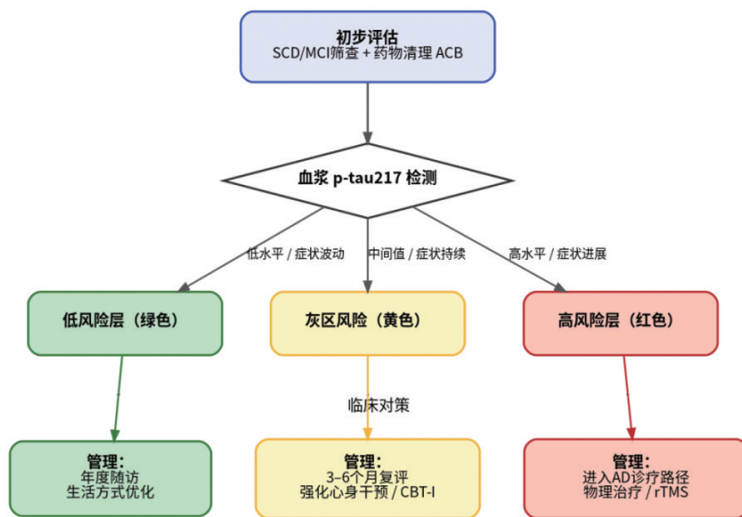 初步评估
SCD/MCI筛查 + 药物清理 ACB
血浆 p-tau217 检测
低水平 / 症状波动
中间值 / 症状持续
高水平 / 症状进展
低风险层（绿色）
灰区风险（黄色）
高风险层（红色）
临床对策
管理：
年度随访
生活方式优化
管理：
3–6个月复评
强化心身干预 / CBT-I
管理：
进入AD诊疗路径
物理治疗 / rTMS